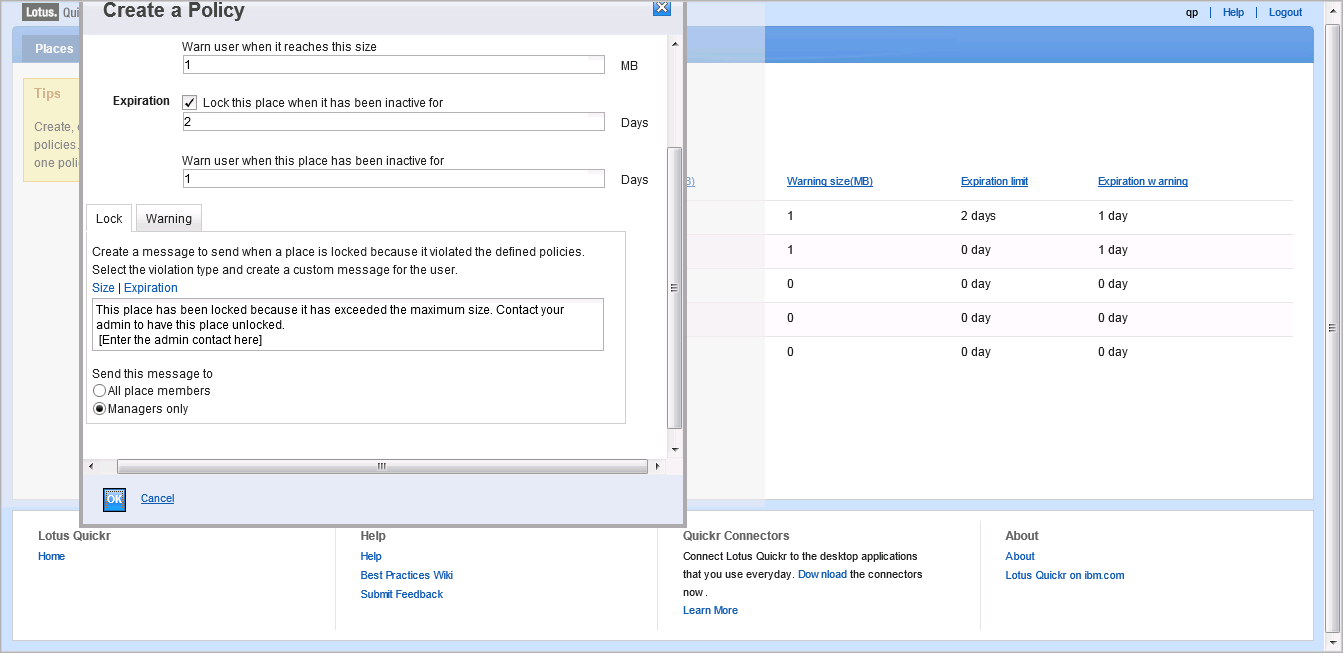 Lotus. Qui
qp | Help | Logout
Places
Create a Policy
Tips
Create,
policies.
one poli
Warn user when it reaches this size
1 MB
Expiration Lock this place when it has been inactive for
2 Days
Warn user when this place has been inactive for
1 Days
Lock Warning
Create a message to send when a place is locked because it violated the defined policies.
Select the violation type and create a custom message for the user.
Size | Expiration
This place has been locked because it has exceeded the maximum size. Contact your
admin to have this place unlocked.
[Enter the admin contact here]
Send this message to
All place members
Managers only
OK Cancel
B) Warning size(MB) Expiration limit Expiration warning
1 2 days 1 day
1 0 day 1 day
0 0 day 0 day
0 0 day 0 day
0 0 day 0 day
Lotus Quickr
Home
Help
Help
Best Practices Wiki
Submit Feedback
Quickr Connectors
Connect Lotus Quickr to the desktop applications
that you use everyday. Download the connectors
now .
Learn More
About
About
Lotus Quickr on ibm.com